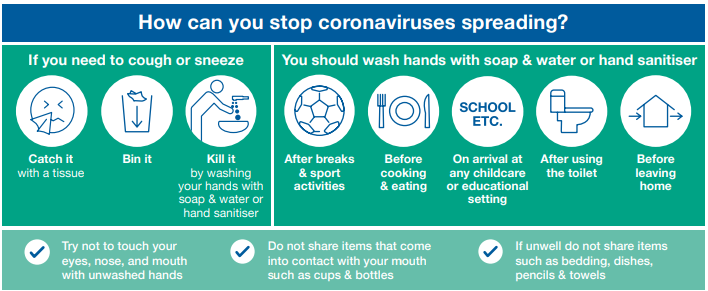 How can you stop coronaviruses spreading?
If you need to cough or sneeze
Catch it
with a tissue
Bin it
Kill it
by washing
your hands with
soap & water or
hand sanitiser
You should wash hands with soap & water or hand sanitiser
After breaks
& sport
activities
Before
cooking
& eating
SCHOOL
ETC.
On arrival at
any childcare
or educational
setting
After using
the toilet
Before
leaving
home
Try not to touch your
eyes, nose, and mouth
with unwashed hands
Do not share items that come
into contact with your mouth
such as cups & bottles
If unwell do not share items
such as bedding, dishes,
pencils & towels